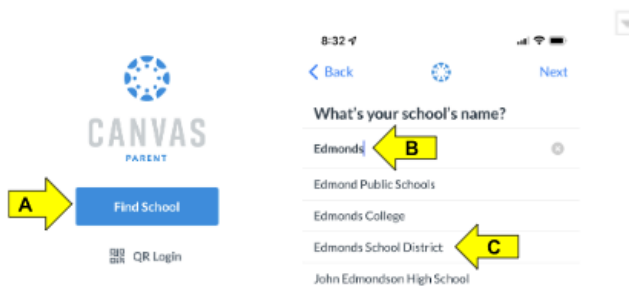 CANVAS
PARENT
A
Find School
QR Login
8:32
Back
Next
What's your school's name?
Edmonds
B
Edmond Public Schools
Edmonds College
Edmonds School District
C
John Edmondson High School